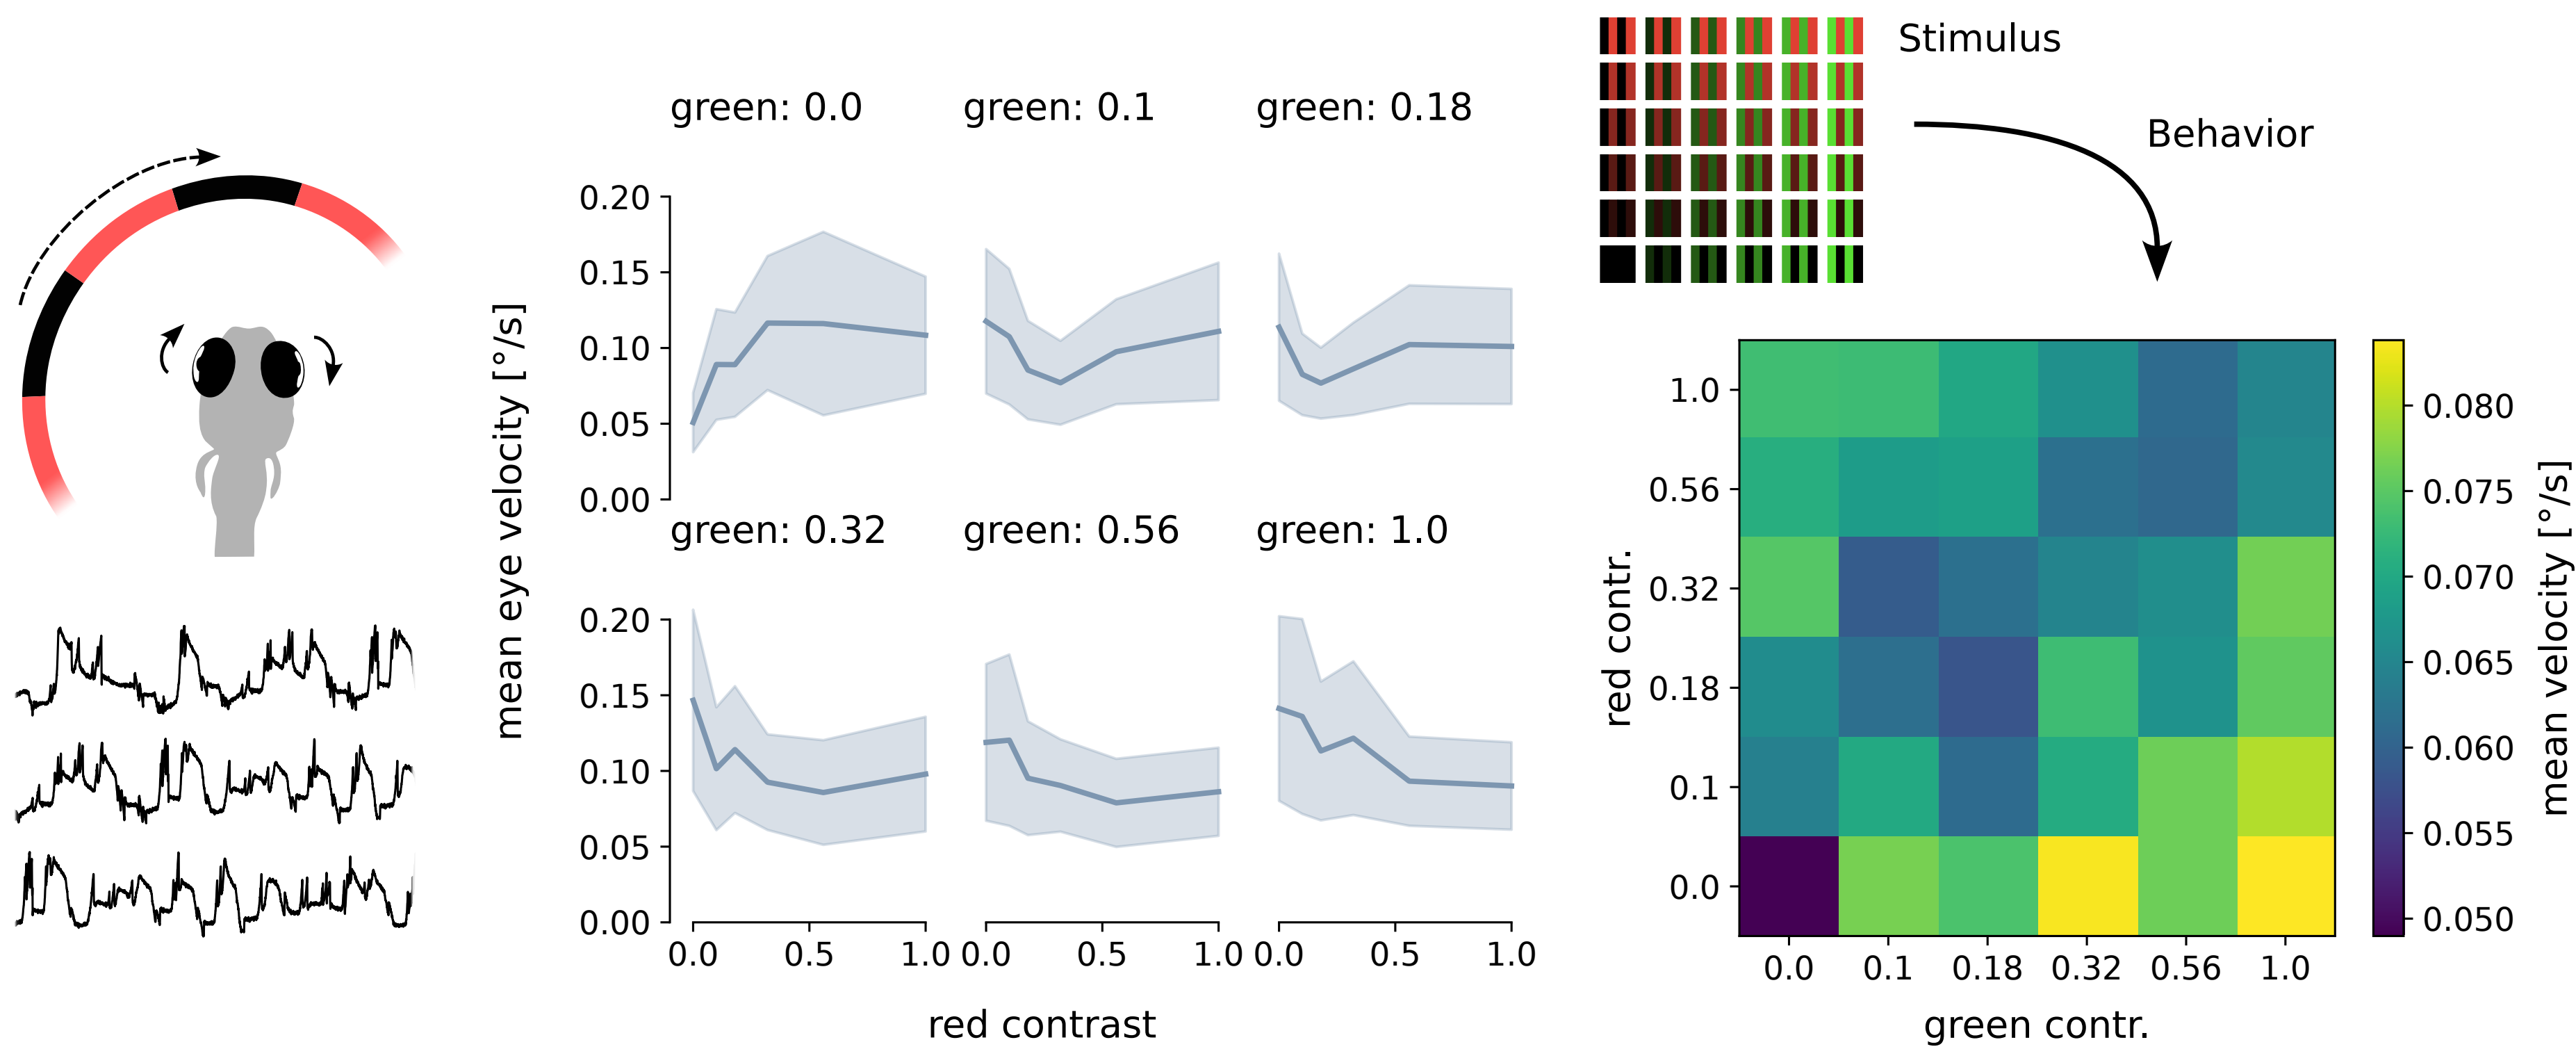 Stimulus
Behavior
green: 0.0
green: 0.1
green: 0.18
mean eye velocity [°/s]
0.20
0.15
0.10
0.05
0.00
green: 0.32
green: 0.56
green: 1.0
0.20
0.15
0.10
0.05
0.00
0.0 0.5 1.0
0.0 0.5 1.0
0.0 0.5 1.0
red contrast
red contr.
1.0
0.56
0.32
0.18
0.1
0.0
0.0 0.1 0.18 0.32 0.56 1.0
green contr.
0.080
0.075
0.070
0.065
0.060
0.055
0.050
mean velocity [°/s]